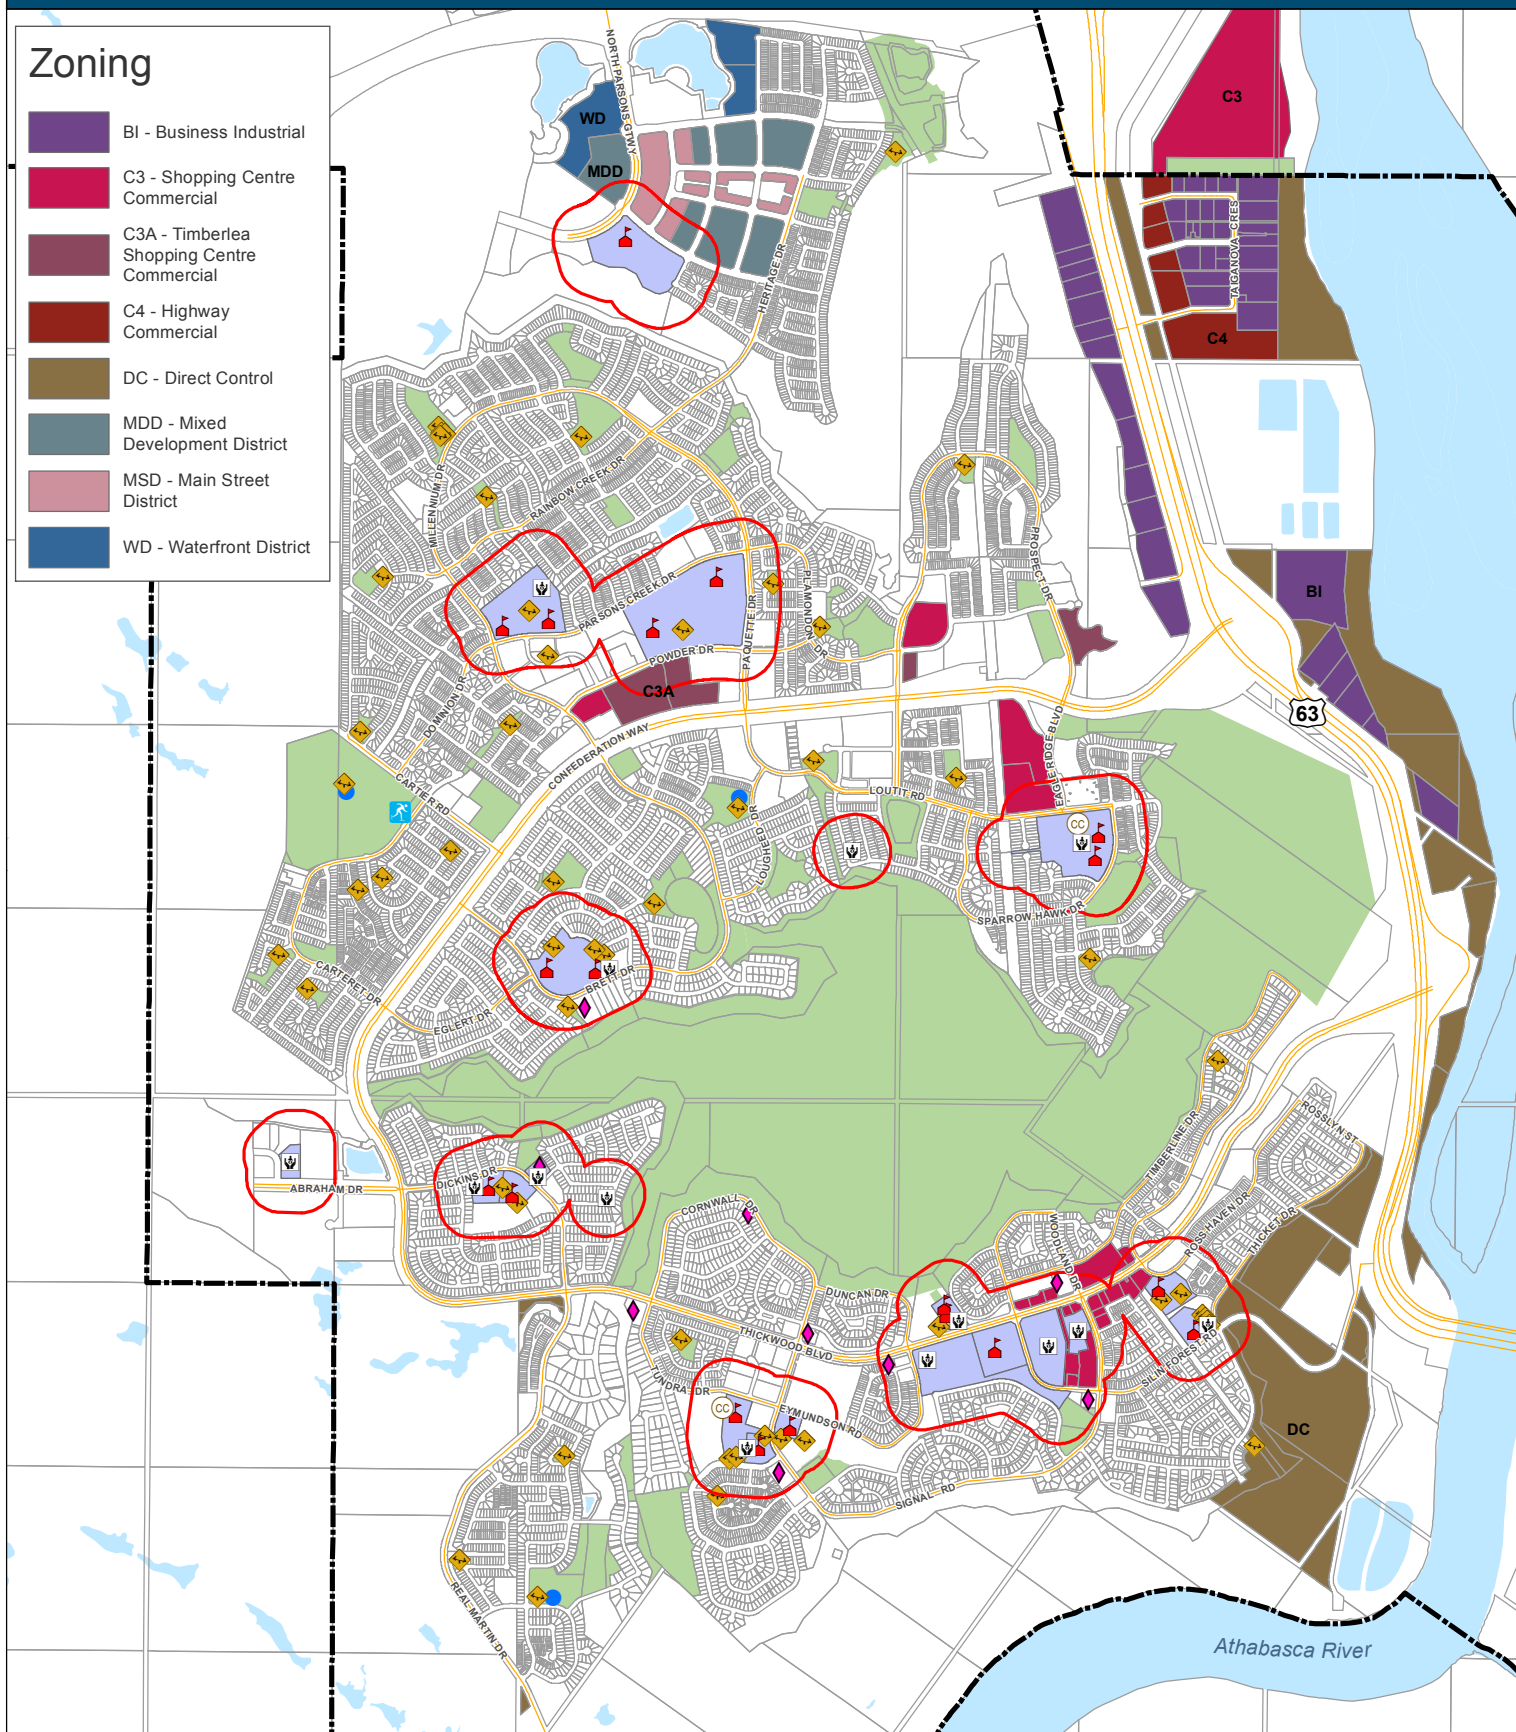 Zoning
BI - Business Industrial
C3 - Shopping Centre
Commercial
C3A - Timberlea
Shopping Centre
Commercial
C4 - Highway
Commercial
DC - Direct Control
MDD - Mixed
Development District
MSD - Main Street
District
WD - Waterfront District
NORTH PARSONS GTWY
WD
MDD
C3
TAIGANOVA CRES
C4
HERITAGE DR
MILLENNIUM DR
RAINBOW CREEK DR
PROSPECT DR
PARSONS CREEK DR
PLAMONDON DR
PAQUETTE DR
POWDER DR
BI
C3A
DOMINION DR
63
CONFEDERATION WAY
EAGLE RIDGE BLVD
CARTIER RD
LOUTIT RD
LOUGHEED DR
CC
SPARROW HAWK DR
CARTERET DR
BRETT DR
EGLERT DR
ROSSLYN ST
TIMBERLINE DR
DICKINS DR
ABRAHAM DR
CORNWALL DR
WOODLAND DR
ROSS HAVEN DR
THICKET DR
DUNCAN DR
THICKWOOD BLVD
SILIN FOREST RD
TUNDRA DR
CC
EYMUNDSON RD
DC
SIGNAL RD
REAL MARTIN DR
Athabasca River